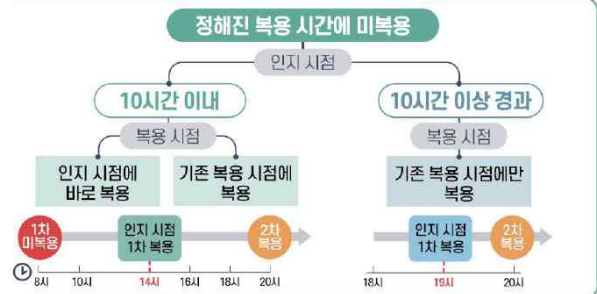 정해진 복용 시간에 미복용
인지 시점
10시간 이내
10시간 이상 경과
복용 시점
복용 시점
인지 시점에
바로 복용
기존 복용 시점에
복용
기존 복용 시점에만
복용
1차
미복용
인지 시점
1차 복용
2차
복용
인지 시점
1차 복용
2차
복용
8시 10시 14시 16시 18시 20시
18시 19시 20시